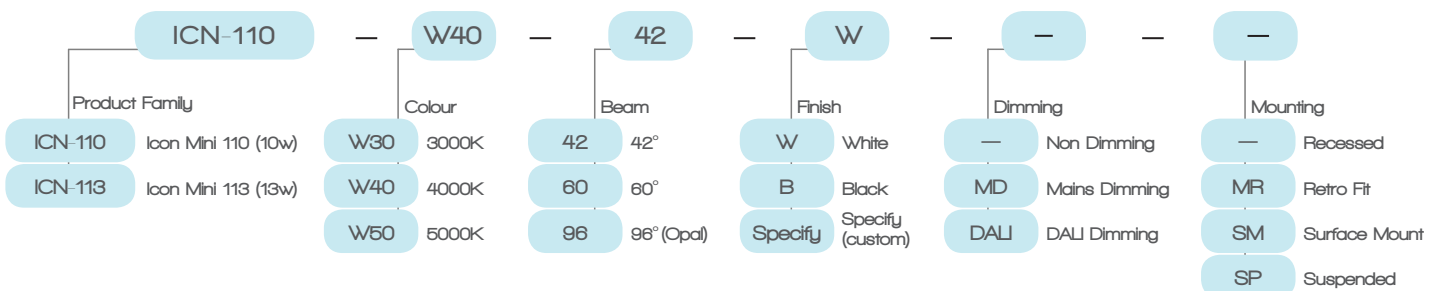 ICN-110 — W40 — 42 — W — — — —
Product Family Colour Beam Finish Dimming Mounting
ICN-110 Icon Mini 110 (10w) W30 3000K 42 42° W White — Non Dimming — Recessed
ICN-113 Icon Mini 113 (13w) W40 4000K 60 60° B Black MD Mains Dimming MR Retro Fit
W50 5000K 96 96° (Opal) Specify Specify (custom) DALI DALI Dimming SM Surface Mount
SP Suspended